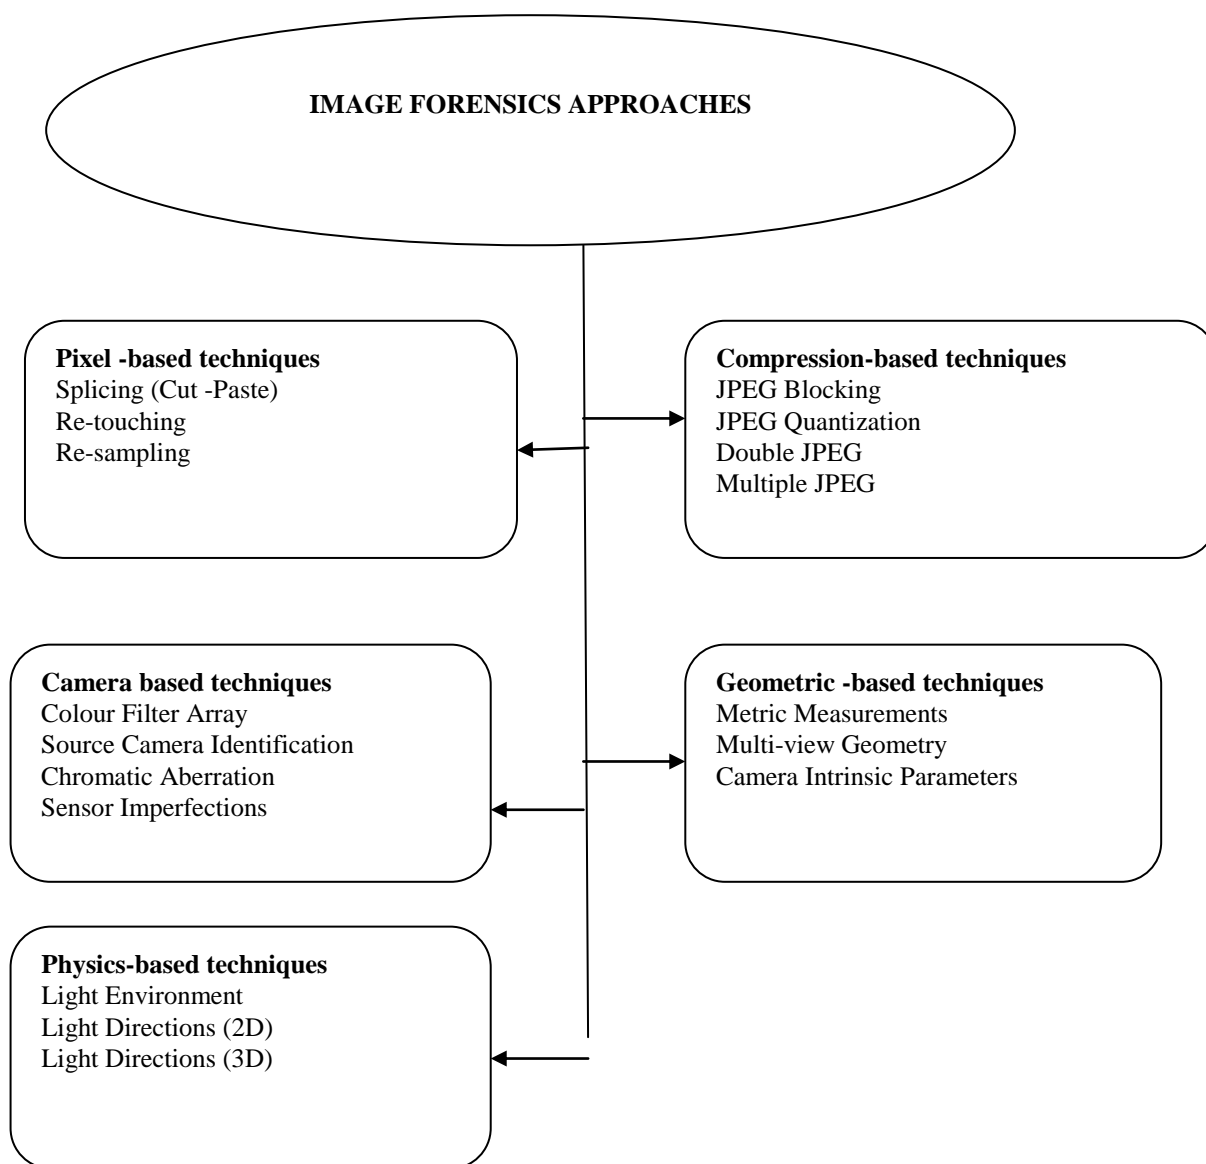 IMAGE FORENSICS APPROACHES
Pixel -based techniques
Splicing (Cut -Paste)
Re-touching
Re-sampling
Compression-based techniques
JPEG Blocking
JPEG Quantization
Double JPEG
Multiple JPEG
Camera based techniques
Colour Filter Array
Source Camera Identification
Chromatic Aberration
Sensor Imperfections
Geometric -based techniques
Metric Measurements
Multi-view Geometry
Camera Intrinsic Parameters
Physics-based techniques
Light Environment
Light Directions (2D)
Light Directions (3D)